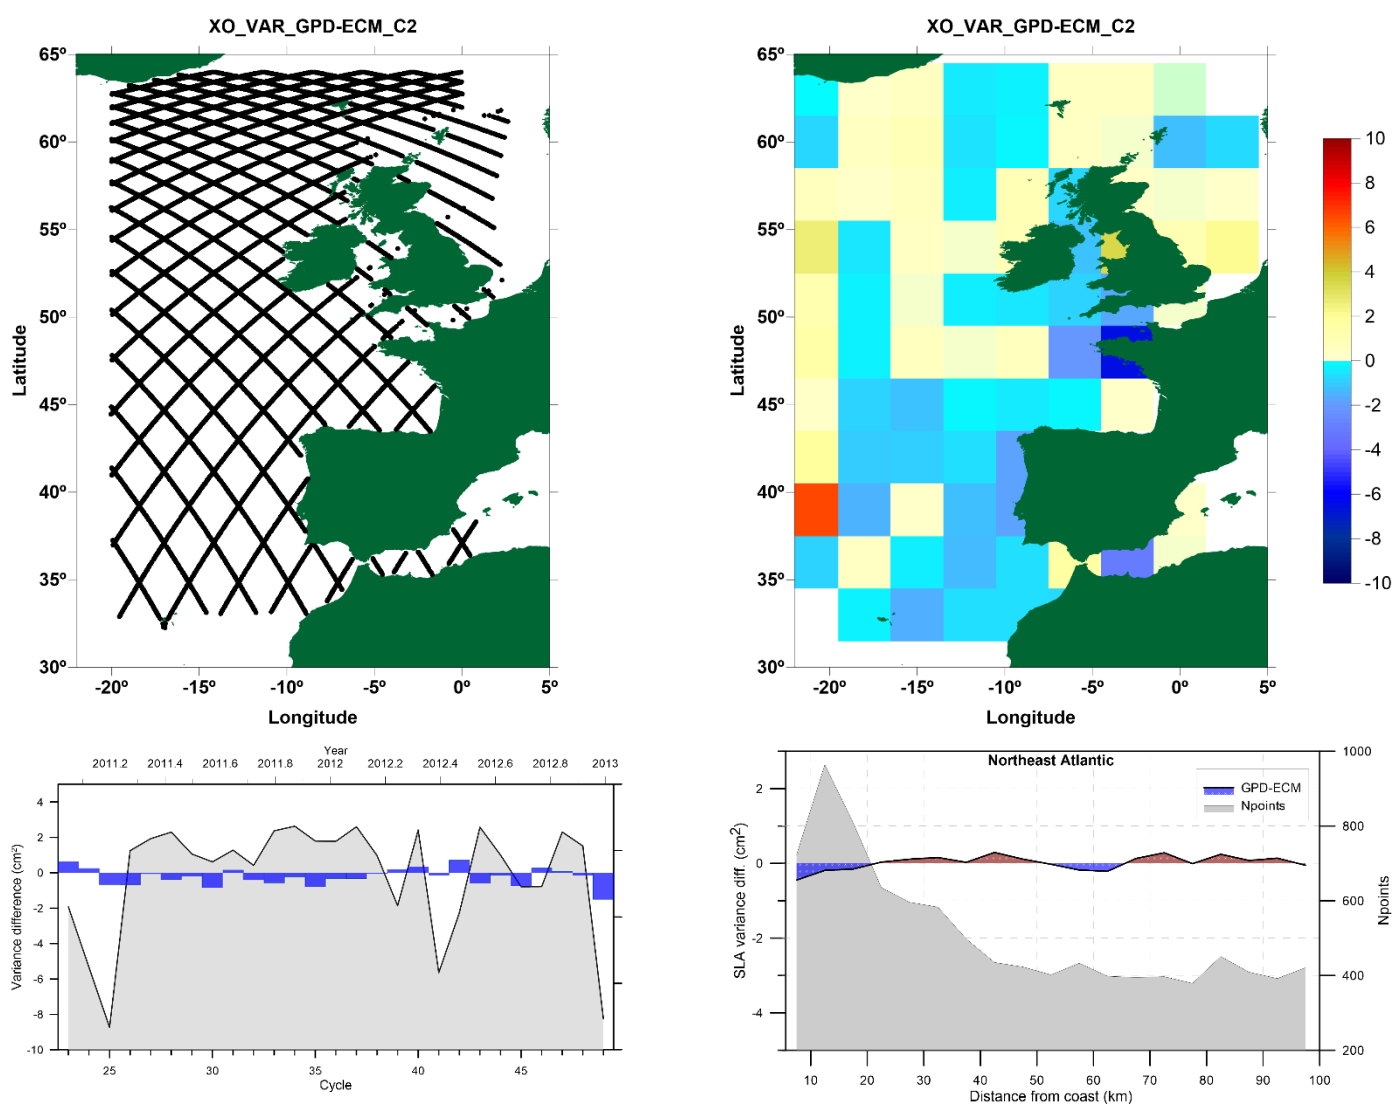 XO_VAR_GPD-ECM_C2
65º
60º
55º
50º
45º
40º
35º
30º
Latitude
-20º -15º -10º -5º 0º 5º
Longitude
XO_VAR_GPD-ECM_C2
65º
60º
55º
50º
45º
40º
35º
30º
Latitude
-20º -15º -10º -5º 0º 5º
Longitude
10
8
6
4
2
0
-2
-4
-6
-8
-10
Year
2011.2 2011.4 2011.6 2011.8 2012 2012.2 2012.4 2012.6 2012.8 2013
4
2
0
-2
-4
-6
-8
-10
Variance difference (cm²)
25 30 35 40 45
Cycle
Northeast Atlantic
GPD-ECM
Npoints
2
0
-2
-4
SLA variance diff. (cm²)
1000
800
600
400
200
Npoints
10 20 30 40 50 60 70 80 90 100
Distance from coast (km)